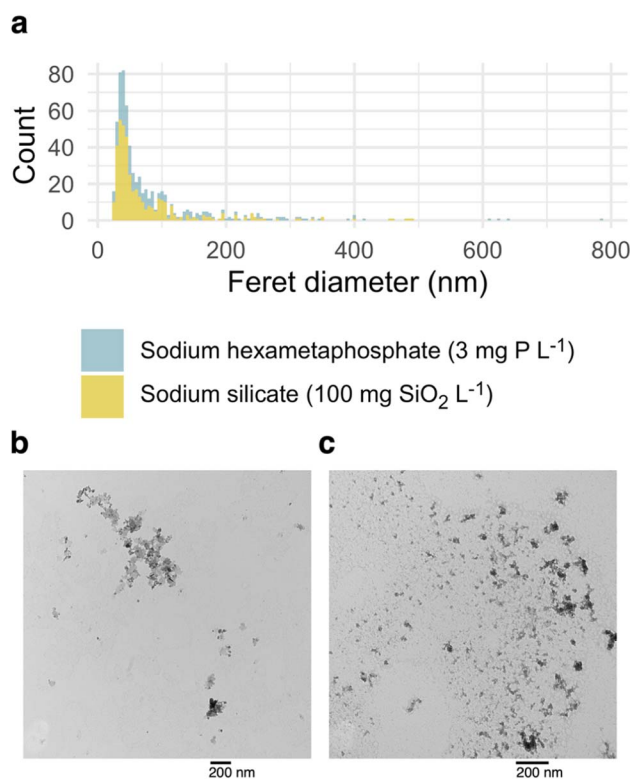 a
80
60
40
20
0
Count
0 200 400 600 800
Feret diameter (nm)
Sodium hexametaphosphate (3 mg P L-1)
Sodium silicate (100 mg SiO2 L-1)
b c
200 nm 200 nm